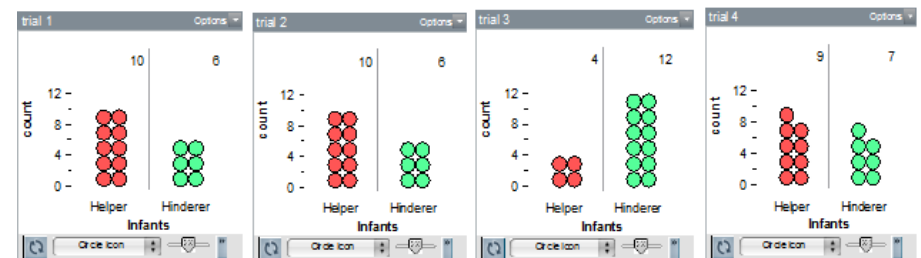 trial 1 Options
10 6
count
12
8
4
0
Helper Hinderer
Infants
Circle Icon
trial 2 Options
10 6
count
12
8
4
0
Helper Hinderer
Infants
Circle Icon
trial 3 Options
4 12
count
12
8
4
0
Helper Hinderer
Infants
Circle Icon
trial 4 Options
9 7
count
12
8
4
0
Helper Hinderer
Infants
Circle Icon